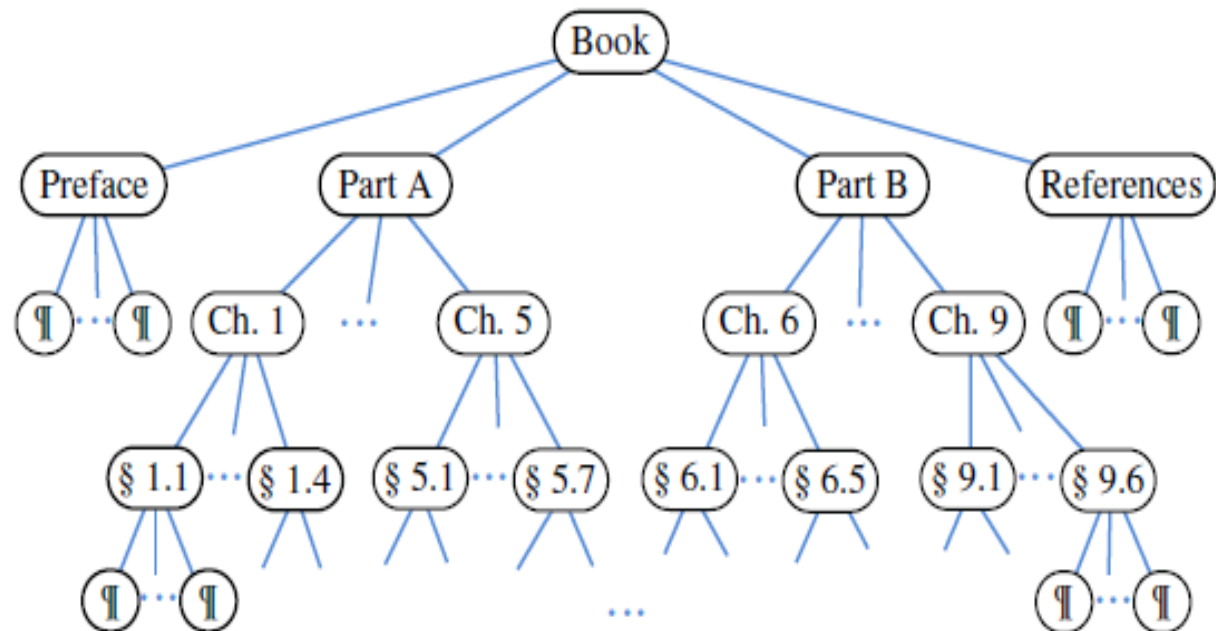 Book
Preface Part A Part B References
¶ ... ¶ Ch. 1 ... Ch. 5 Ch. 6 ... Ch. 9 ¶ ... ¶
§ 1.1 ... § 1.4 § 5.1 ... § 5.7 § 6.1 ... § 6.5 § 9.1 ... § 9.6
¶ ... ¶ ... ¶ ... ¶